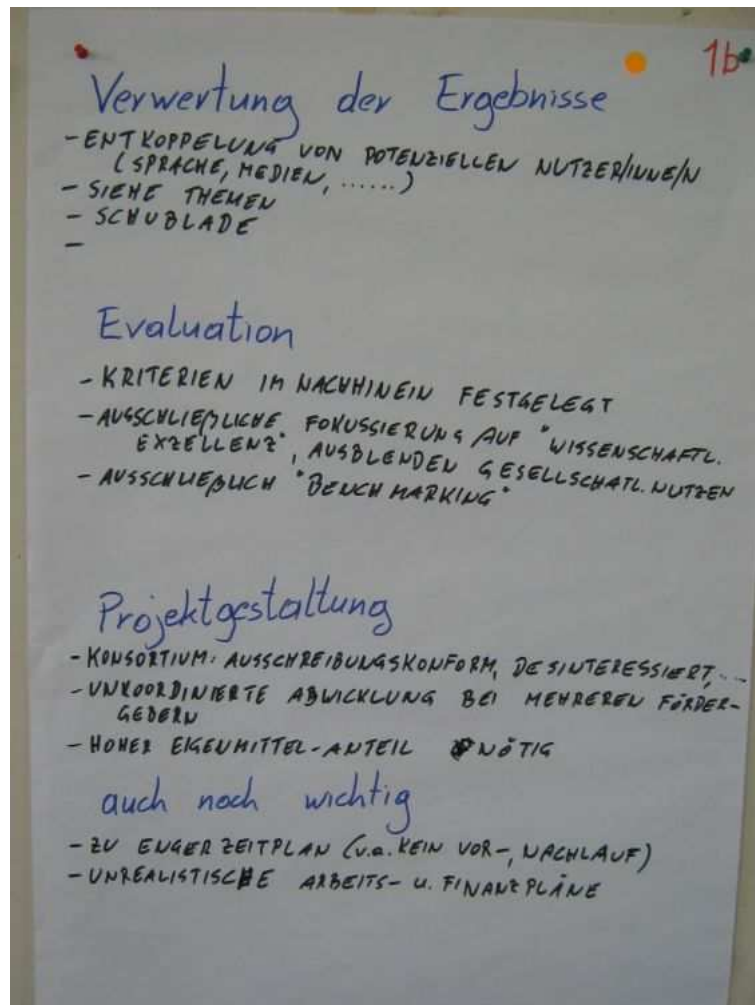 1b
Verwertung der Ergebnisse
- ENTKOPPELUNG VON POTENZIELLEN NUTZER/INNE/N
(SPRACHE, MEDIEN, ......)
- SIEHE THEMEN
- SCHUBLADE
-
Evaluation
- KRITERIEN IM NACHHINEIN FESTGELEGT
- AUSSCHLIEßLICHE FOKUSSIERUNG AUF "WISSENSCHAFTL.
EXZELLENZ", AUSBLENDEN GESELLSCHATL. NUTZEN
- AUSSCHLIEßLICH "BENCHMARKING"
Projektgestaltung
- KONSORTIUM: AUSSCHREIBUNGSKONFORM, DESINTERESSIERT, ...
- UNKOORDINIERTE ABWICKLUNG BEI MEHREREN FÖRDER-
GEBERN
- HOHER EIGENMITTEL-ANTEIL NÖTIG
auch noch wichtig
- ZU ENGER ZEITPLAN (v.a. KEIN VOR-, NACHLAUF)
- UNREALISTISCHE ARBEITS- U. FINANZPLÄNE